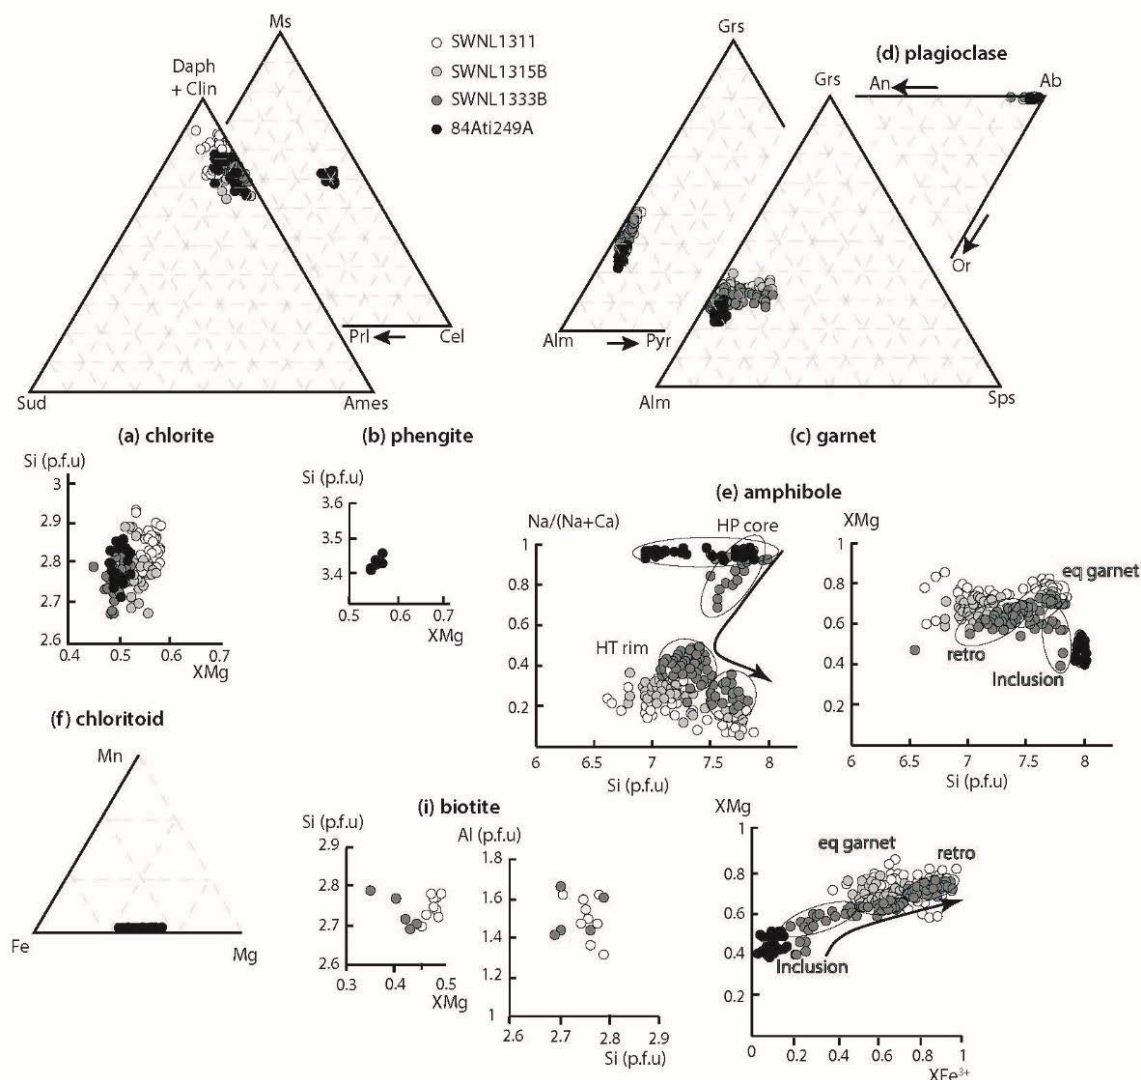 Ms
Daph
+ Clin
SWNL1311
SWNL1315B
SWNL1333B
84Ati249A
Sud
Ames
Prl
Cel
Grs
(d) plagioclase
Grs
An
Ab
Or
Alm
Pyr
Alm
Sps
(a) chlorite
(b) phengite
(c) garnet
Si (p.f.u)
3
2.9
2.8
2.7
2.6
0.4
0.5
0.6
0.7
XMg
Si (p.f.u)
3.6
3.5
3.4
0.5
0.6
0.7
XMg
(e) amphibole
Na/(Na+Ca)
HP core
1
0.8
0.6
0.4
0.2
HT rim
6
6.5
7
7.5
8
Si (p.f.u)
XMg
1
0.8
0.6
0.4
0.2
eq garnet
retro
Inclusion
6
6.5
7
7.5
8
Si (p.f.u)
(f) chloritoid
Mn
Fe
Mg
(i) biotite
Si (p.f.u)
2.9
2.8
2.7
2.6
0.3
0.4
0.5
XMg
Al (p.f.u)
1.8
1.6
1.4
1.2
1
2.6
2.7
2.8
2.9
Si (p.f.u)
XMg
1
0.8
0.6
0.4
0.2
eq garnet
retro
Inclusion
0
0.2
0.4
0.6
0.8
1
XFe³⁺